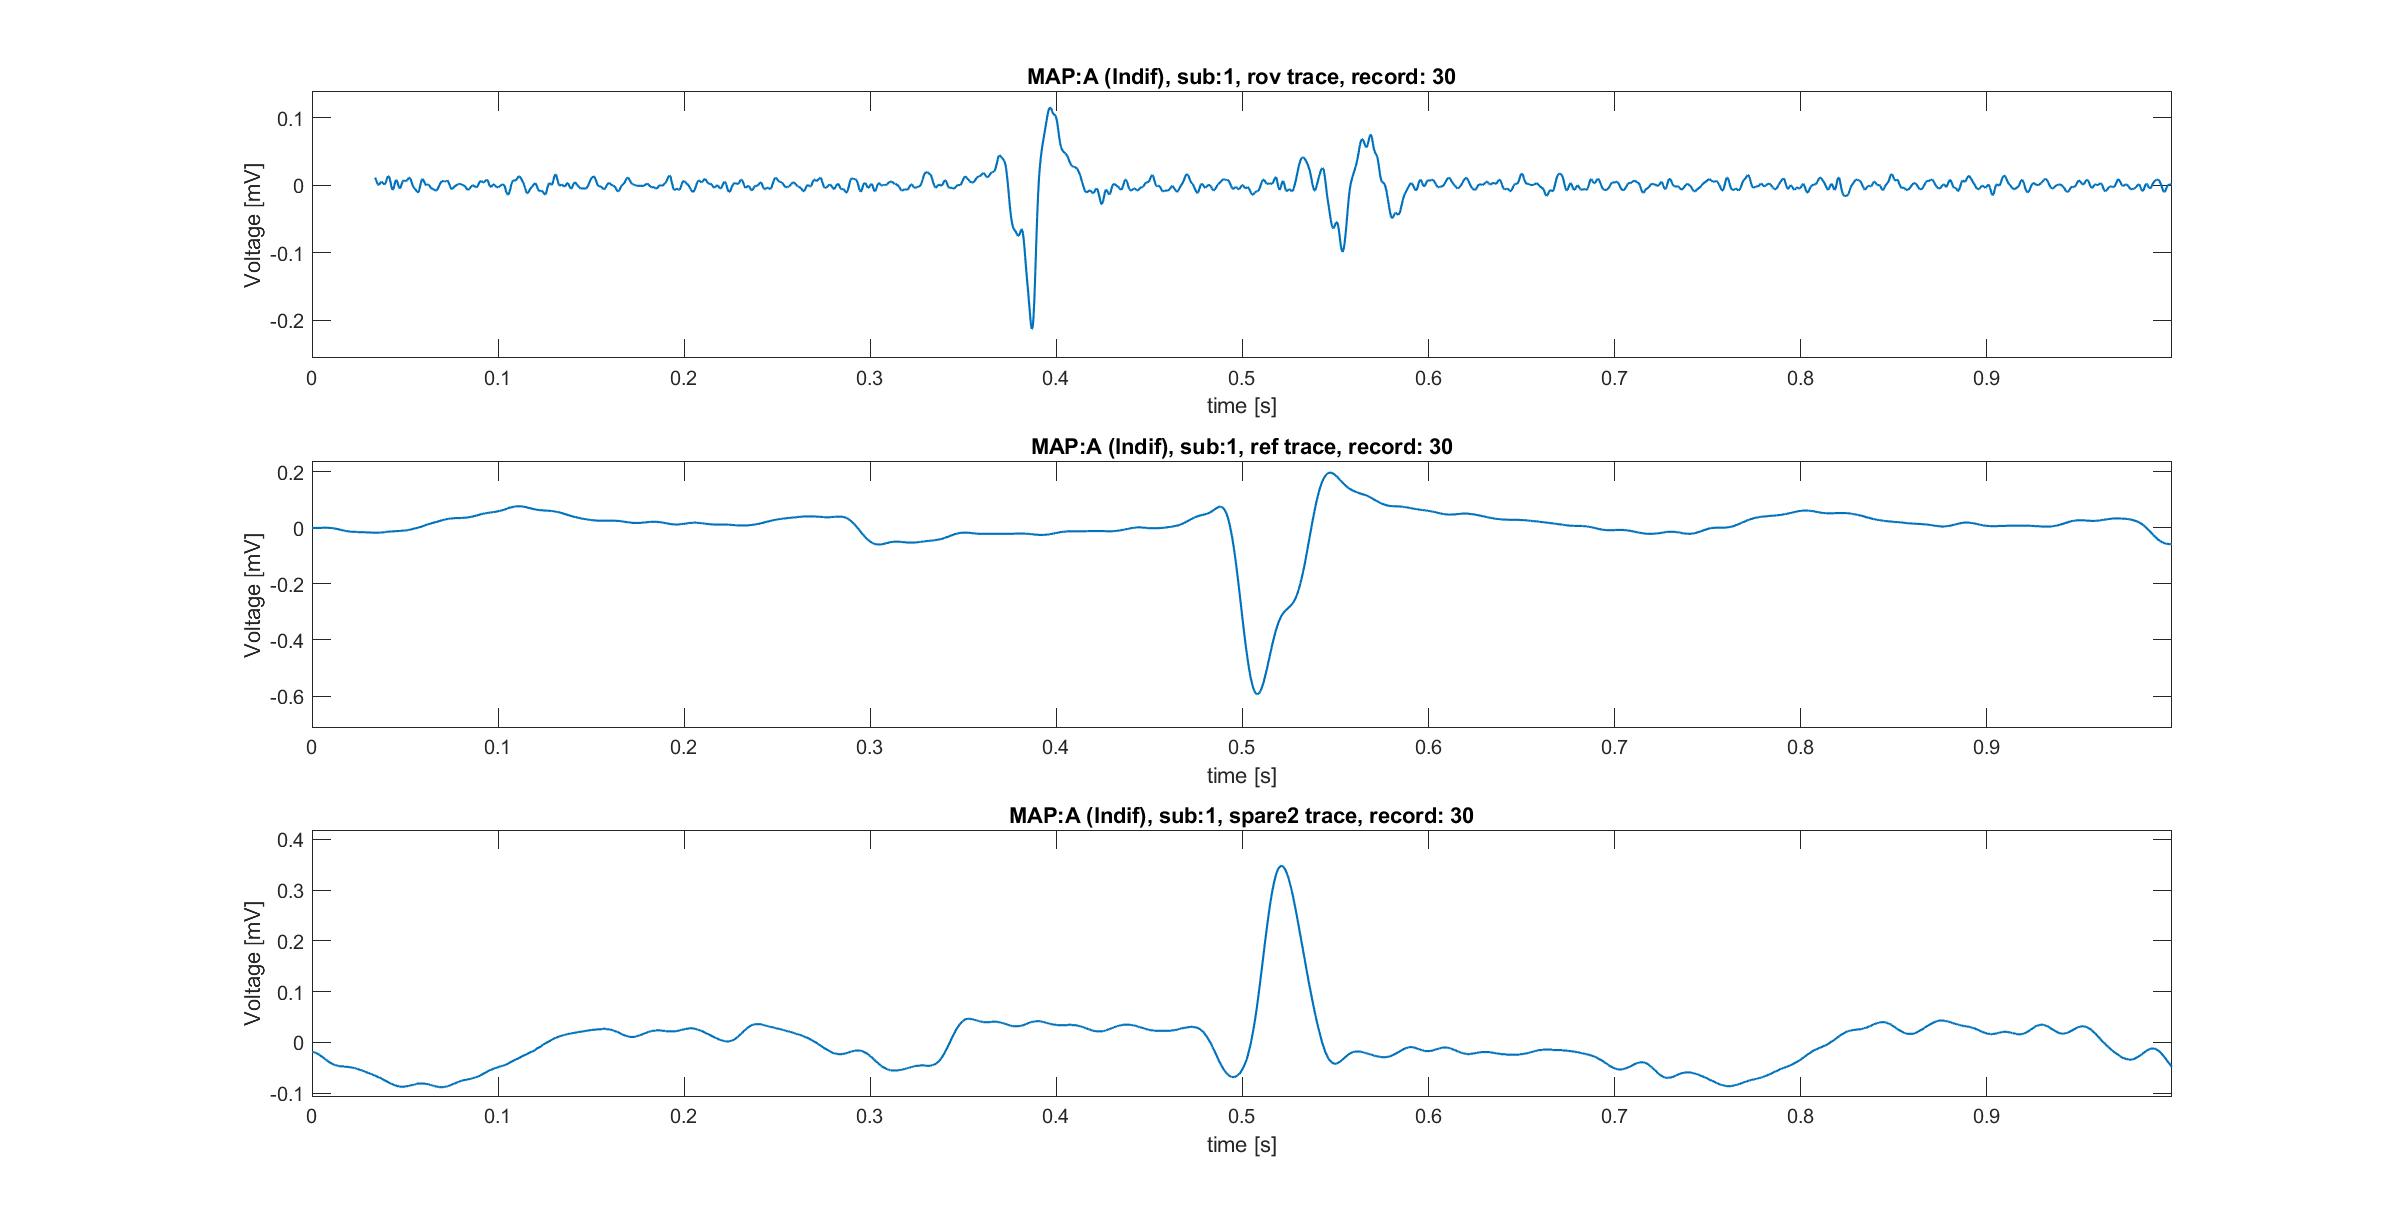 MAP:A (Indif), sub:1, rov trace, record: 30
Voltage [mV]
0.1
0
-0.1
-0.2
0 0.1 0.2 0.3 0.4 0.5 0.6 0.7 0.8 0.9
time [s]
MAP:A (Indif), sub:1, ref trace, record: 30
Voltage [mV]
0.2
0
-0.2
-0.4
-0.6
0 0.1 0.2 0.3 0.4 0.5 0.6 0.7 0.8 0.9
time [s]
MAP:A (Indif), sub:1, spare2 trace, record: 30
Voltage [mV]
0.4
0.3
0.2
0.1
0
-0.1
0 0.1 0.2 0.3 0.4 0.5 0.6 0.7 0.8 0.9
time [s]